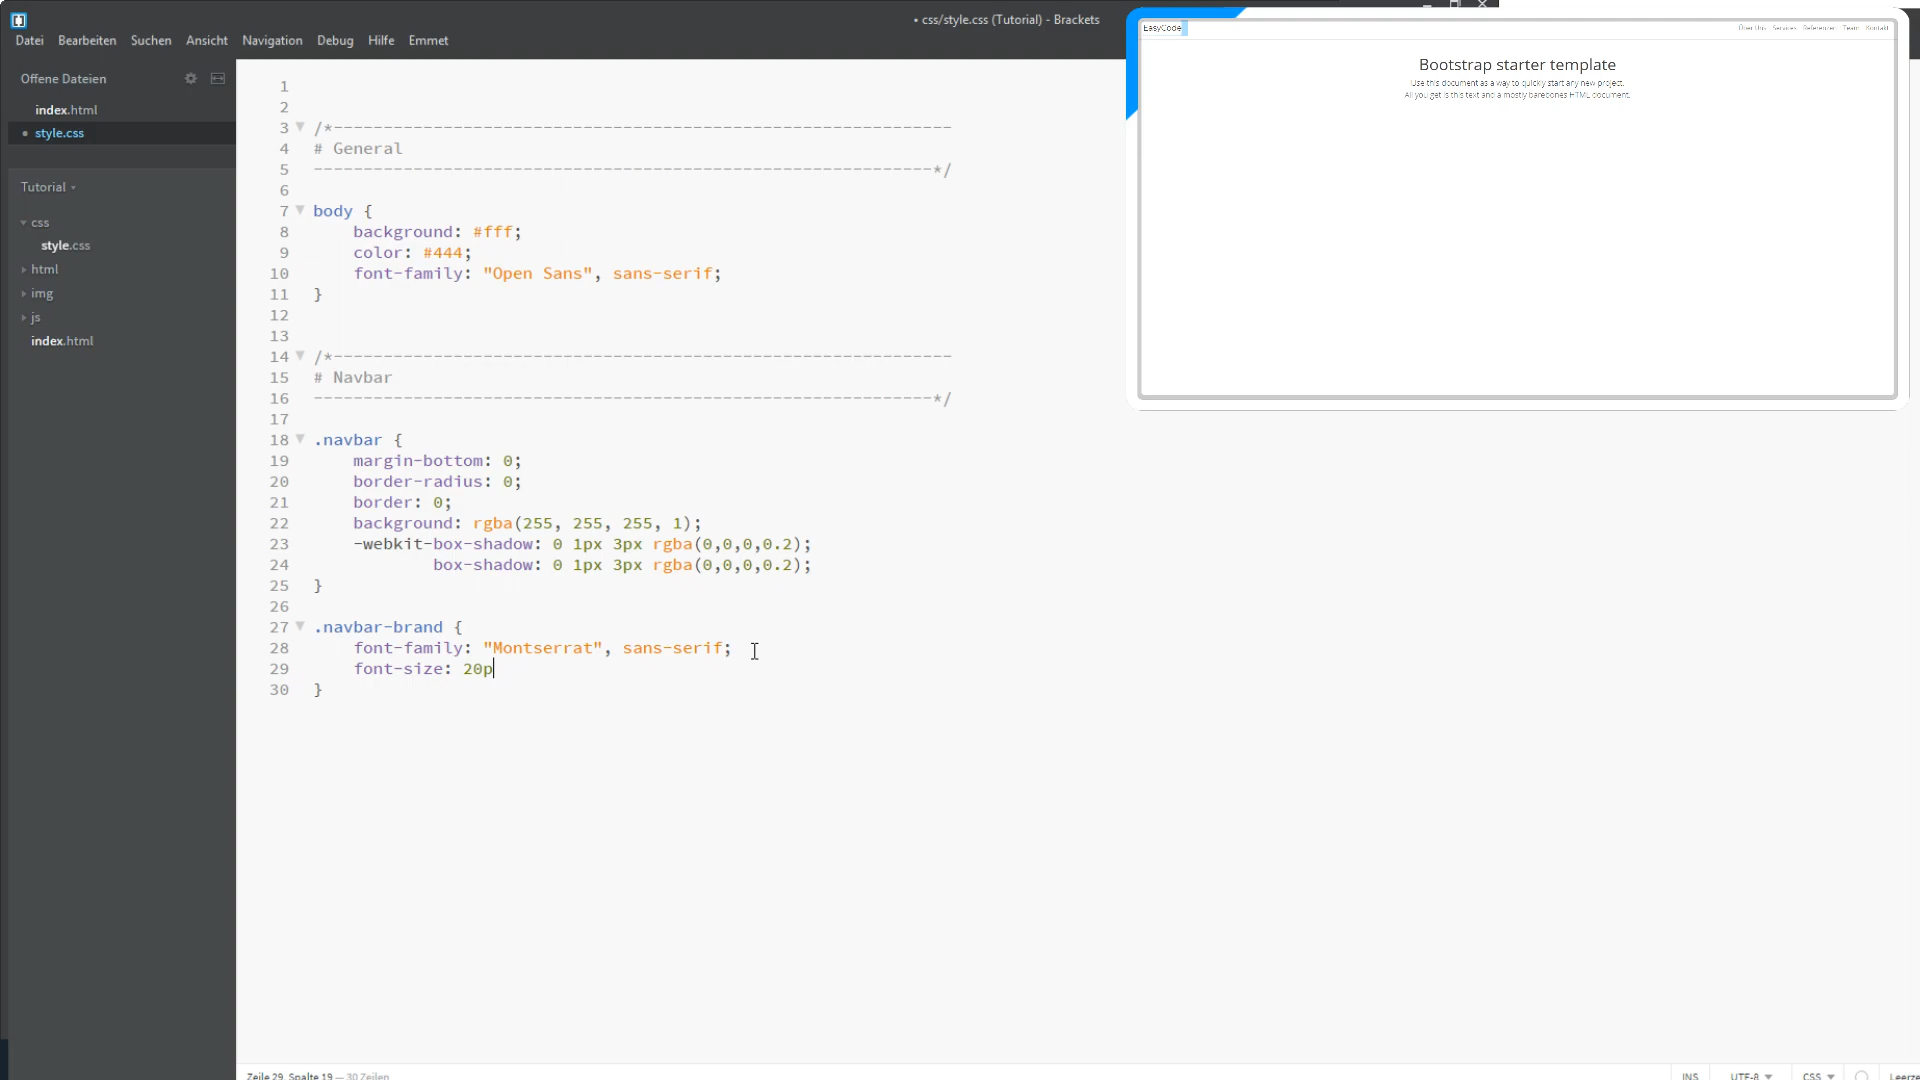 • css/style.css (Tutorial) - Brackets
Datei Bearbeiten Suchen Ansicht Navigation Debug Hilfe Emmet
Offene Dateien
index.html
• style.css
Tutorial
css
style.css
html
img
js
index.html
1
2
3 /*--------------------------------------------------------------
4 # General
5 --------------------------------------------------------------*/
6
7 body {
8 background: #fff;
9 color: #444;
10 font-family: "Open Sans", sans-serif;
11 }
12
13
14 /*--------------------------------------------------------------
15 # Navbar
16 --------------------------------------------------------------*/
17
18 .navbar {
19 margin-bottom: 0;
20 border-radius: 0;
21 border: 0;
22 background: rgba(255, 255, 255, 1);
23 -webkit-box-shadow: 0 1px 3px rgba(0,0,0,0.2);
24 box-shadow: 0 1px 3px rgba(0,0,0,0.2);
25 }
26
27 .navbar-brand {
28 font-family: "Montserrat", sans-serif;
29 font-size: 20p
30 }
EasyCode
Über Uns Services Referenzen Team Kontakt
Bootstrap starter template
Use this document as a way to quickly start any new project.
All you get is this text and a mostly barebones HTML document.
Zeile 29, Spalte 19 — 30 Zeilen
INS UTF-8 CSS Leerze